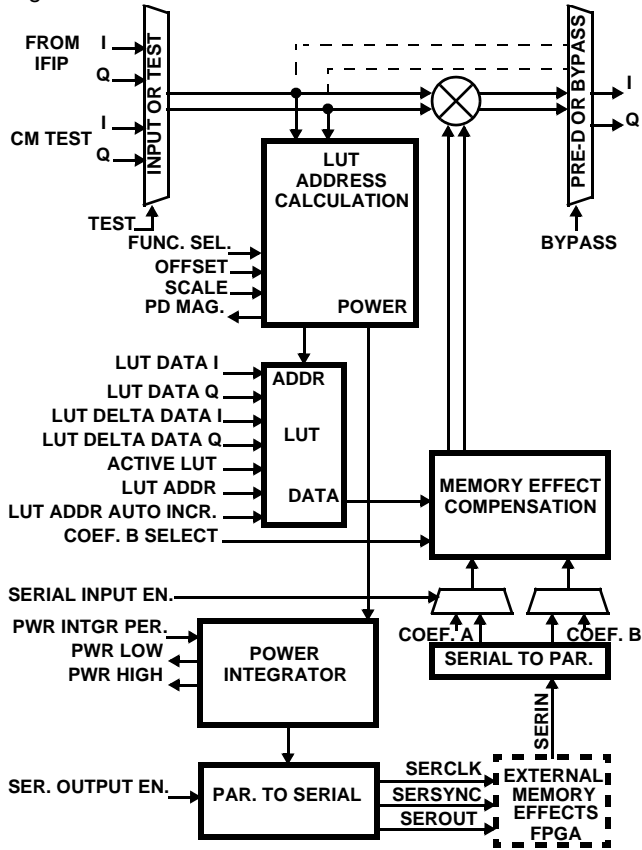 FROM IFIP
I
Q
CM TEST
I
Q
INPUT OR TEST
TEST
PRE-D OR BYPASS
I
Q
BYPASS
LUT
ADDRESS
CALCULATION
POWER
FUNC. SEL.
OFFSET
SCALE
PD MAG.
LUT DATA I
LUT DATA Q
LUT DELTA DATA I
LUT DELTA DATA Q
ACTIVE LUT
LUT ADDR
LUT ADDR AUTO INCR.
COEF. B SELECT
ADDR
LUT
DATA
MEMORY EFFECT
COMPENSATION
SERIAL INPUT EN.
COEF. A
COEF. B
SERIAL TO PAR.
SERIN
PWR INTGR PER.
PWR LOW
PWR HIGH
POWER
INTEGRATOR
SER. OUTPUT EN.
PAR. TO SERIAL
SERCLK
SERSYNC
SEROUT
EXTERNAL
MEMORY
EFFECTS
FPGA